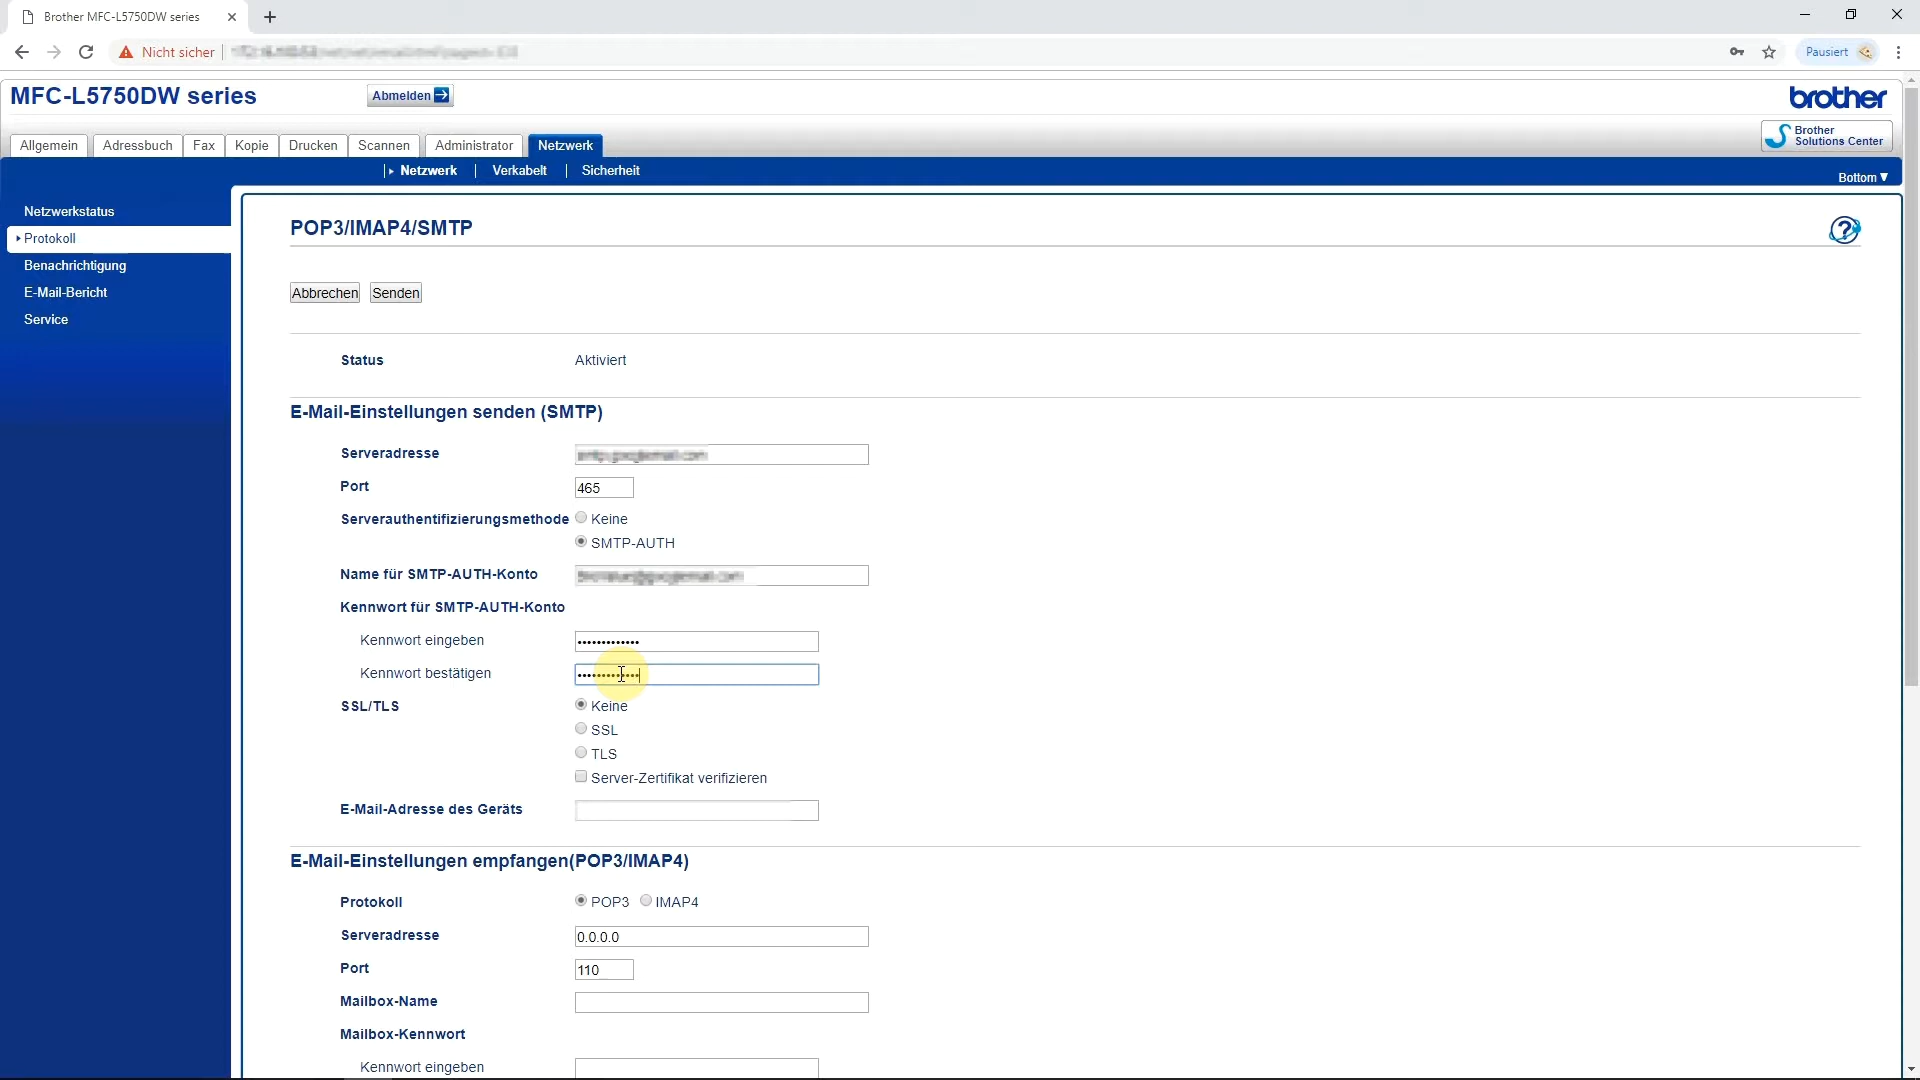 Brother MFC-L5750DW series
Nicht sicher
Pausiert
MFC-L5750DW series
Abmelden
brother
Brother
Solutions Center
Allgemein
Adressbuch
Fax
Kopie
Drucken
Scannen
Administrator
Netzwerk
Netzwerk
Verkabelt
Sicherheit
Bottom
Netzwerkstatus
Protokoll
Benachrichtigung
E-Mail-Bericht
Service
POP3/IMAP4/SMTP
Abbrechen
Senden
Status
Aktiviert
E-Mail-Einstellungen senden (SMTP)
Serveradresse
Port
465
Serverauthentifizierungsmethode
Keine
SMTP-AUTH
Name für SMTP-AUTH-Konto
Kennwort für SMTP-AUTH-Konto
Kennwort eingeben
•••••••••••••
Kennwort bestätigen
•••••••••••••
SSL/TLS
Keine
SSL
TLS
Server-Zertifikat verifizieren
E-Mail-Adresse des Geräts
E-Mail-Einstellungen empfangen(POP3/IMAP4)
Protokoll
POP3
IMAP4
Serveradresse
0.0.0.0
Port
110
Mailbox-Name
Mailbox-Kennwort
Kennwort eingeben